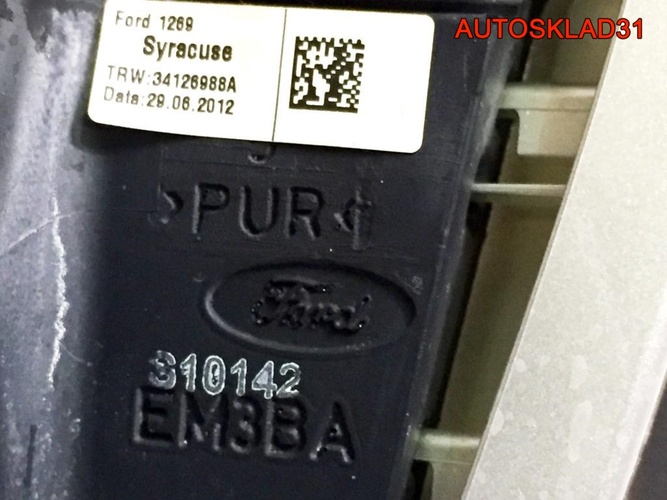 AUTOSKLAD31
Ford 1269
Syracuse
TRW:34126988A
Data:29.06.2012
>PUR<
Ford
310142
EM3BA